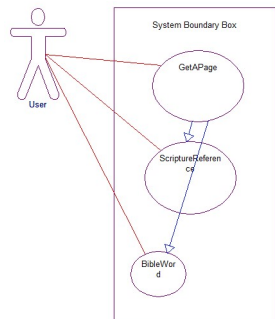 System Boundary Box
GetAPage
User
ScriptureReferen
ce
BibleWor
d